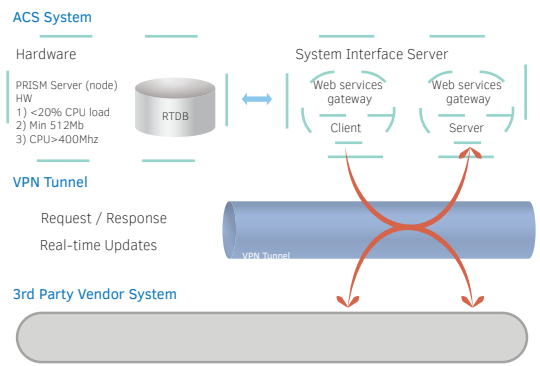 ACS System
Hardware
PRISM Server (node)
HW
1) <20% CPU load
2) Min 512Mb
3) CPU>400Mhz
RTDB
System Interface Server
Web services
gateway
Client
Web services
gateway
Server
VPN Tunnel
Request / Response
Real-time Updates
VPN Tunnel
3rd Party Vendor System